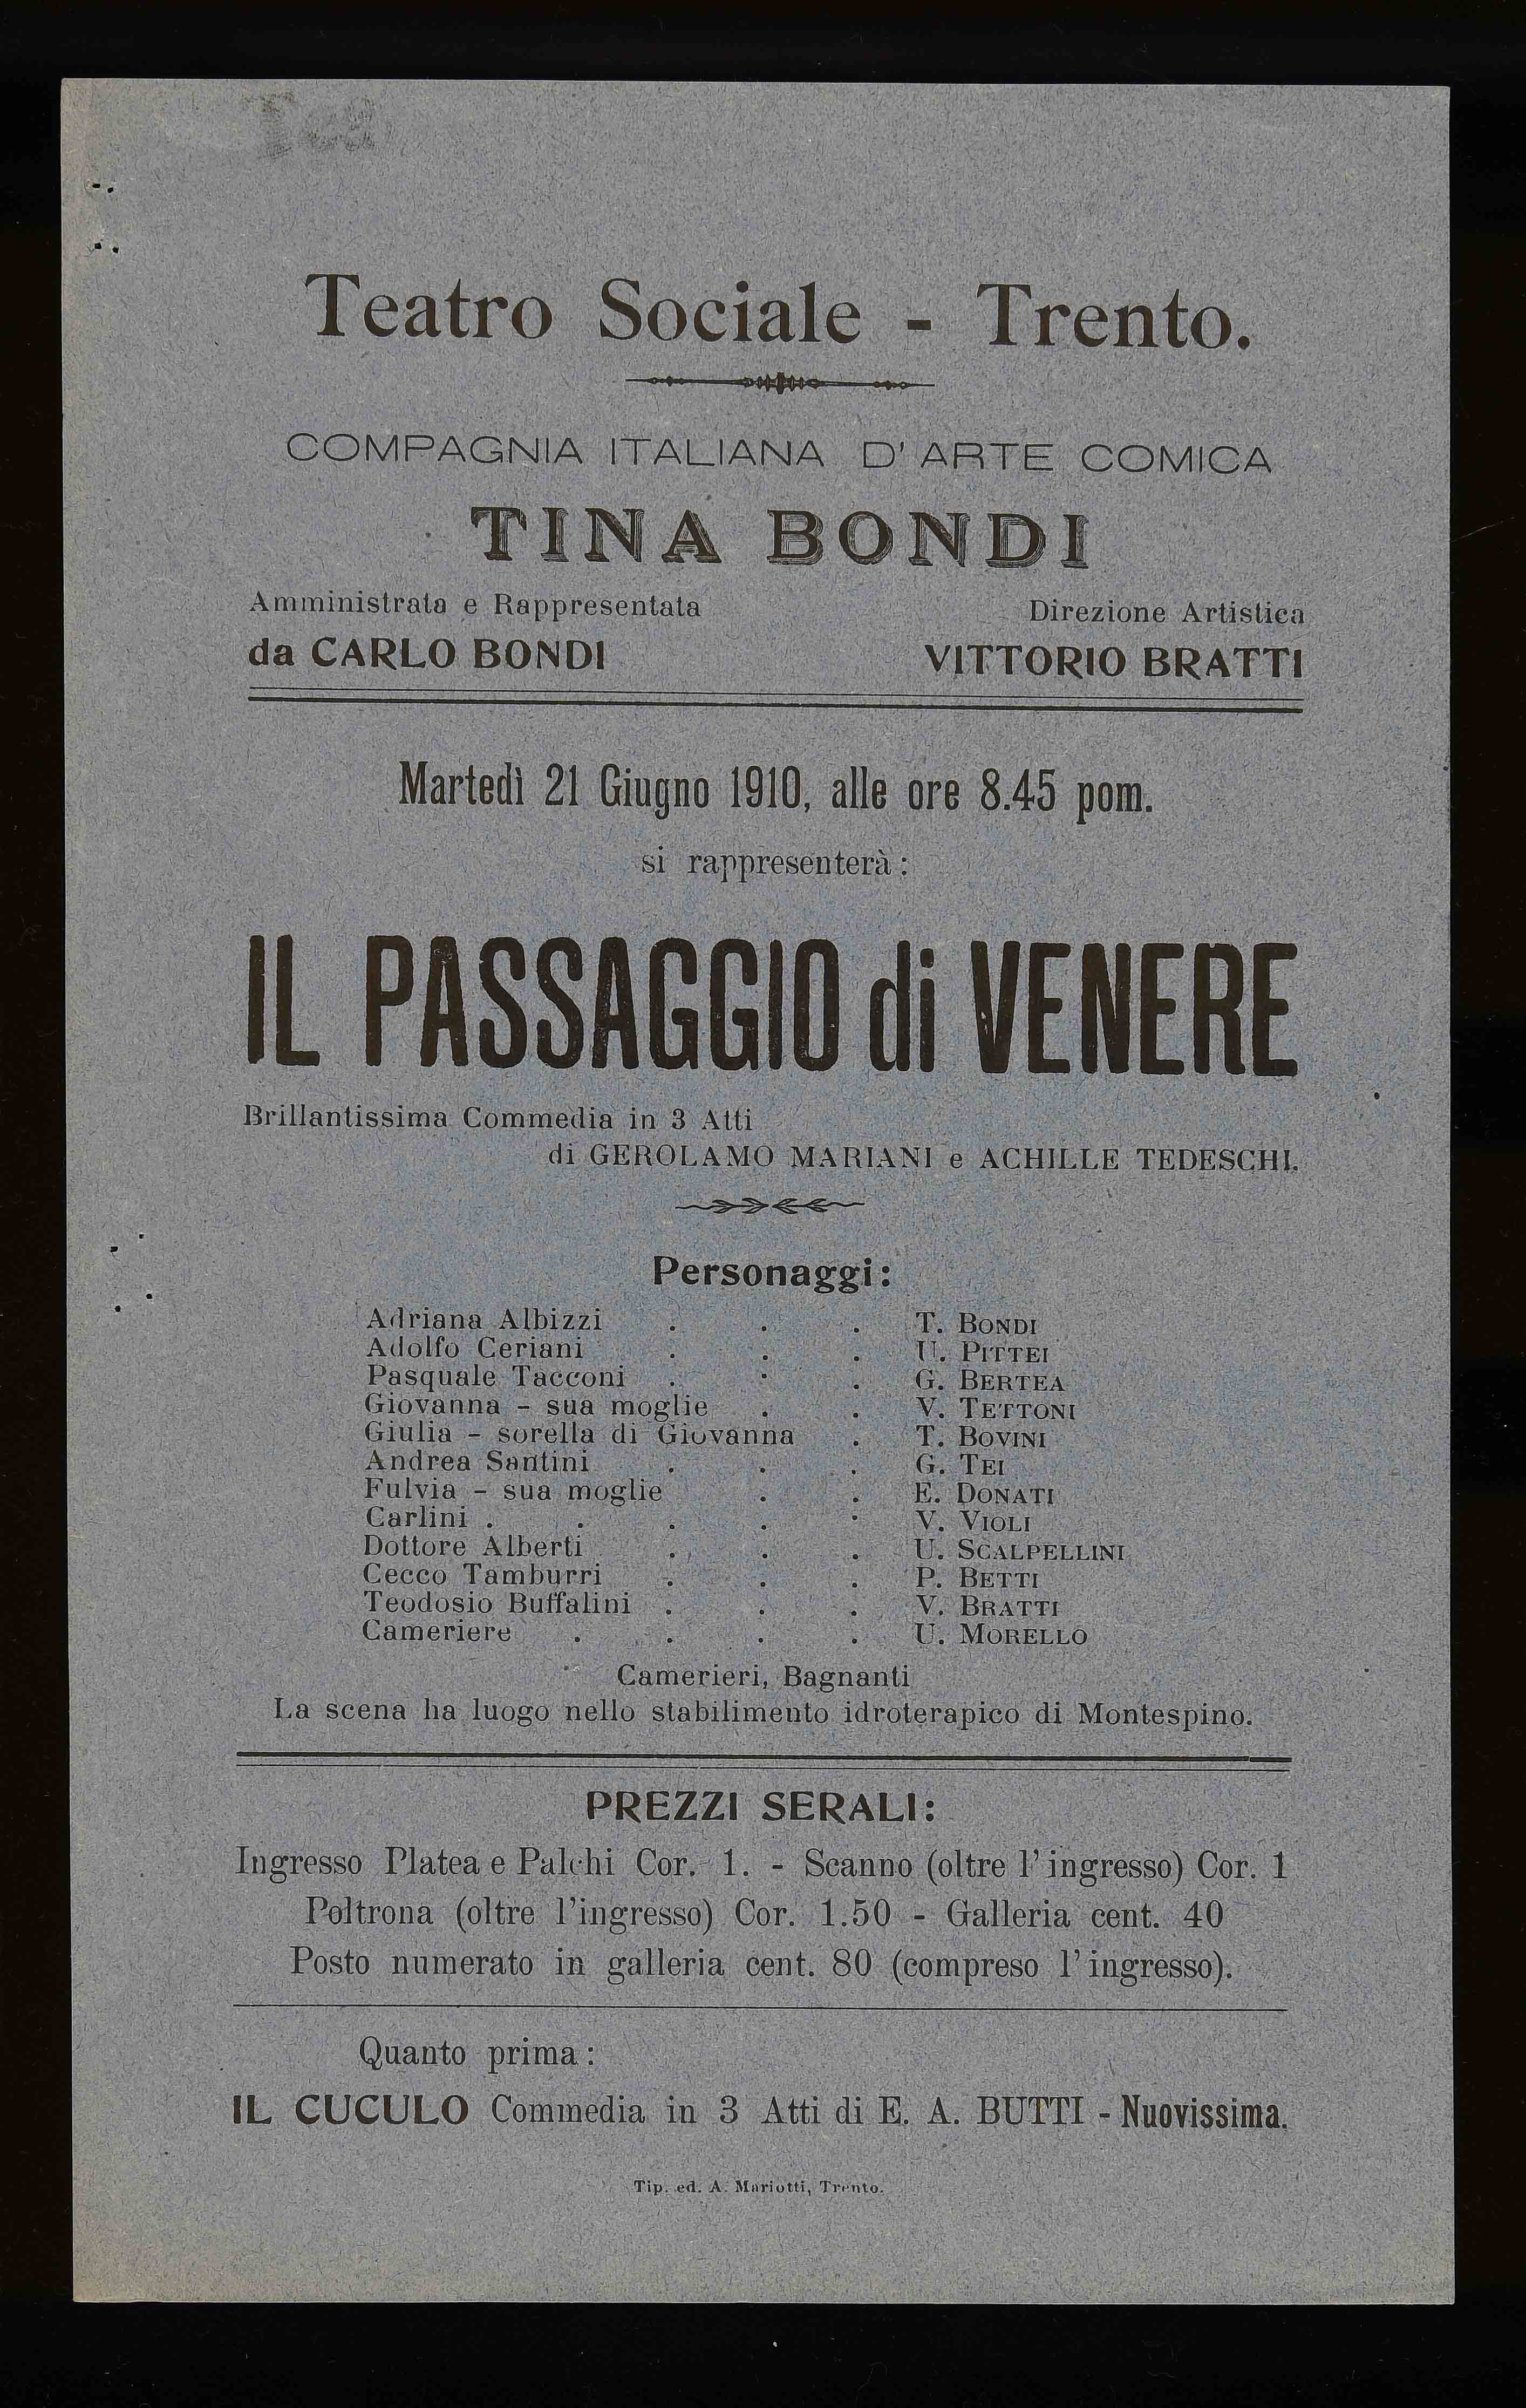 Teatro Sociale - Trento.
COMPAGNIA ITALIANA D' ARTE COMICA
TINA BONDI
Amministrata e Rappresentata
da CARLO BONDI
Direzione Artistica
VITTORIO BRATTI
Martedì 21 Giugno 1910, alle ore 8.45 pom.
si rappresenterà:
IL PASSAGGIO di VENERE
Brillantissima Commedia in 3 Atti
di GEROLAMO MARIANI e ACHILLE TEDESCHI.
Personaggi:
Adriana Albizzi . . . T. BONDI
Adolfo Ceriani . . . U. PITTEI
Pasquale Tacconi . . . G. BERTEA
Giovanna - sua moglie . . V. TETTONI
Giulia - sorella di Giovanna . T. BOVINI
Andrea Santini . . . G. TEI
Fulvia - sua moglie . . E. DONATI
Carlini . . . . . V. VIOLI
Dottore Alberti . . . U. SCALPELLINI
Cecco Tamburri . . . P. BETTI
Teodosio Buffalini . . . V. BRATTI
Cameriere . . . . U. MORELLO
Camerieri, Bagnanti
La scena ha luogo nello stabilimento idroterapico di Montespino.
PREZZI SERALI:
Ingresso Platea e Palchi Cor. 1. - Scanno (oltre l' ingresso) Cor. 1
Poltrona (oltre l'ingresso) Cor. 1.50 - Galleria cent. 40
Posto numerato in galleria cent. 80 (compreso l' ingresso).
Quanto prima:
IL CUCULO Commedia in 3 Atti di E. A. BUTTI - Nuovissima.
Tip. ed. A. Mariotti, Trento.